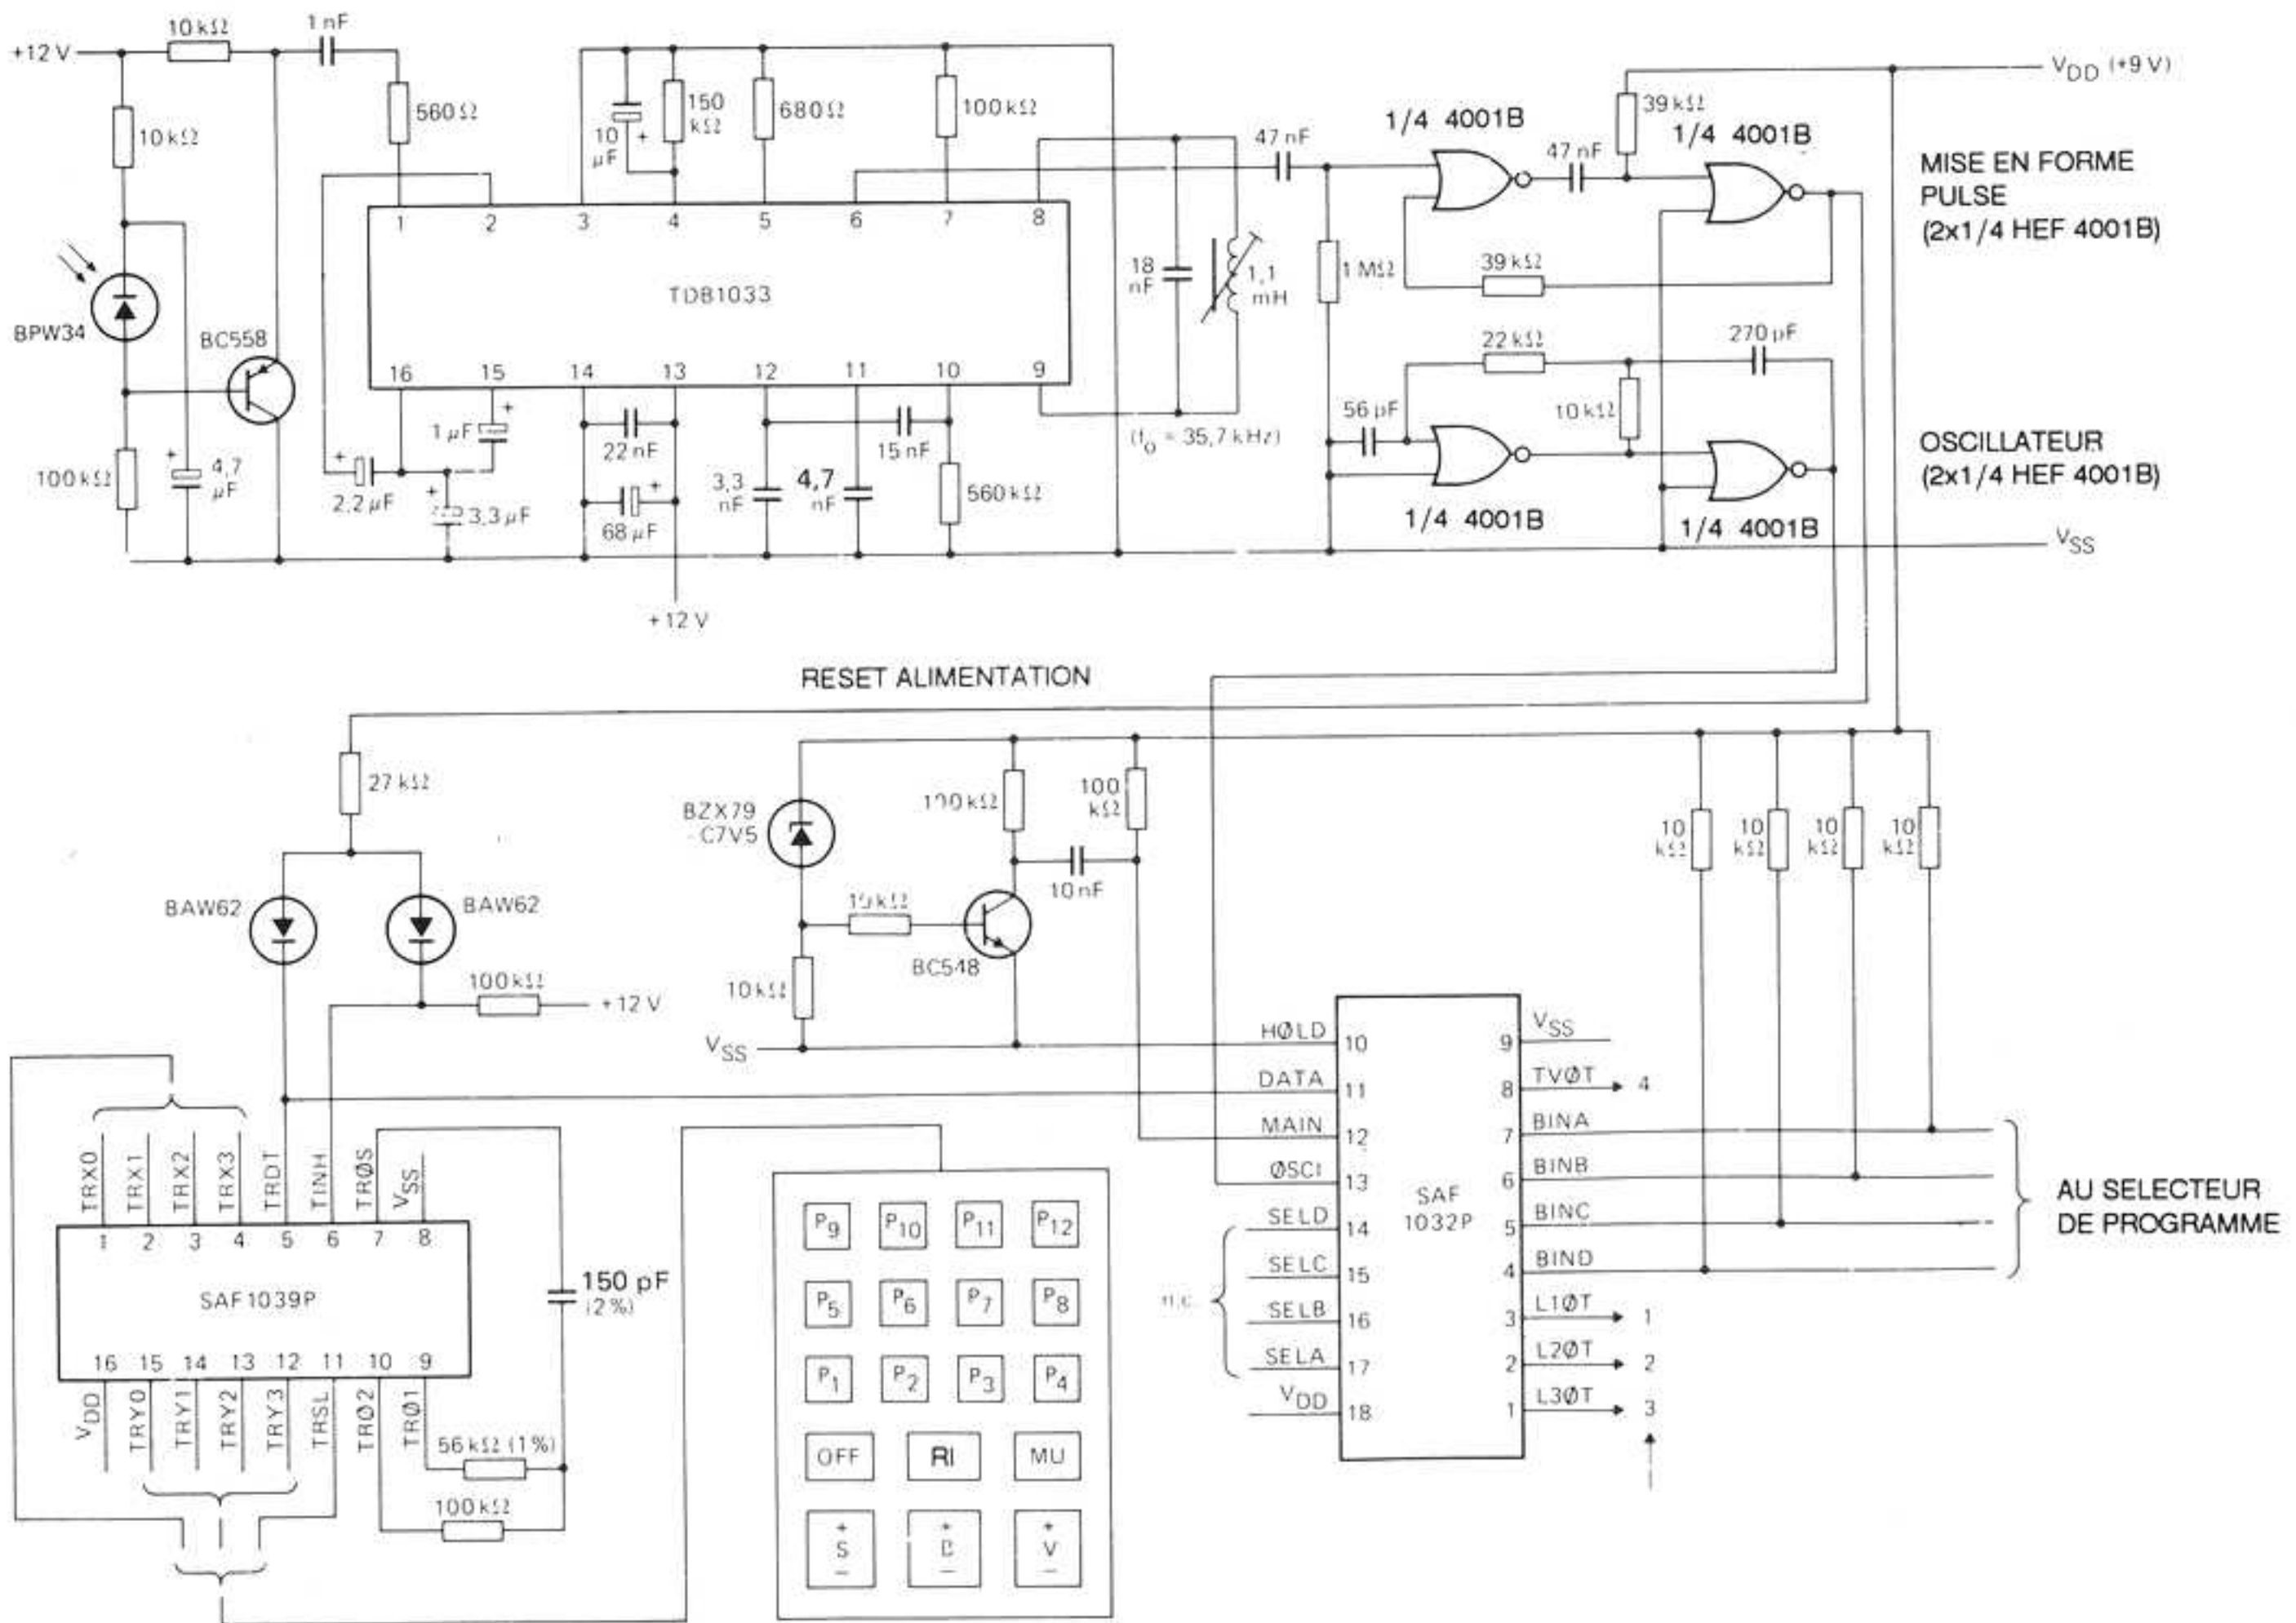 +12 V
10 kΩ
1 nF
10 kΩ
560 Ω
10 µF
+
150 kΩ
680 Ω
100 kΩ
BPW34
BC558
100 kΩ
+
4,7 µF
1 2 3 4 5 6 7 8
TDB1033
16 15 14 13 12 11 10 9
+
2,2 µF
1 µF
+
+
3,3 µF
22 nF
+
68 µF
+12 V
3,3 nF
4,7 nF
15 nF
560 kΩ
18 nF
1,1 mH
(f₀ = 35,7 kHz)
47 nF
1 MΩ
1/4 4001B
47 nF
39 kΩ
1/4 4001B
39 kΩ
VDD (+9 V)
MISE EN FORME
PULSE
(2x1/4 HEF 4001B)
22 kΩ
270 pF
56 pF
10 kΩ
1/4 4001B
1/4 4001B
OSCILLATEUR
(2x1/4 HEF 4001B)
VSS
RESET ALIMENTATION
27 kΩ
BAW62
BAW62
100 kΩ
+12 V
BZX79
-C7V5
100 kΩ
100 kΩ
10 nF
10 kΩ
BC548
10 kΩ
VSS
10 kΩ
10 kΩ
10 kΩ
10 kΩ
TRX0
TRX1
TRX2
TRX3
TRDT
TINH
TRØS
VSS
1 2 3 4 5 6 7 8
SAF1039P
16 15 14 13 12 11 10 9
VDD
TRY0
TRY1
TRY2
TRY3
TRSL
TRØ2
TRØ1
150 pF
(2%)
56 kΩ (1%)
100 kΩ
P9 P10 P11 P12
P5 P6 P7 P8
P1 P2 P3 P4
OFF RI MU
+ + +
S B V
– – –
HØLD 10
DATA 11
MAIN 12
ØSCI 13
SELD 14
SELC 15
SELB 16
SELA 17
VDD 18
n.c.
SAF
1032P
9 VSS
8 TVØT 4
7 BINA
6 BINB
5 BINC
4 BIND
3 L1ØT 1
2 L2ØT 2
1 L3ØT 3
AU SELECTEUR
DE PROGRAMME